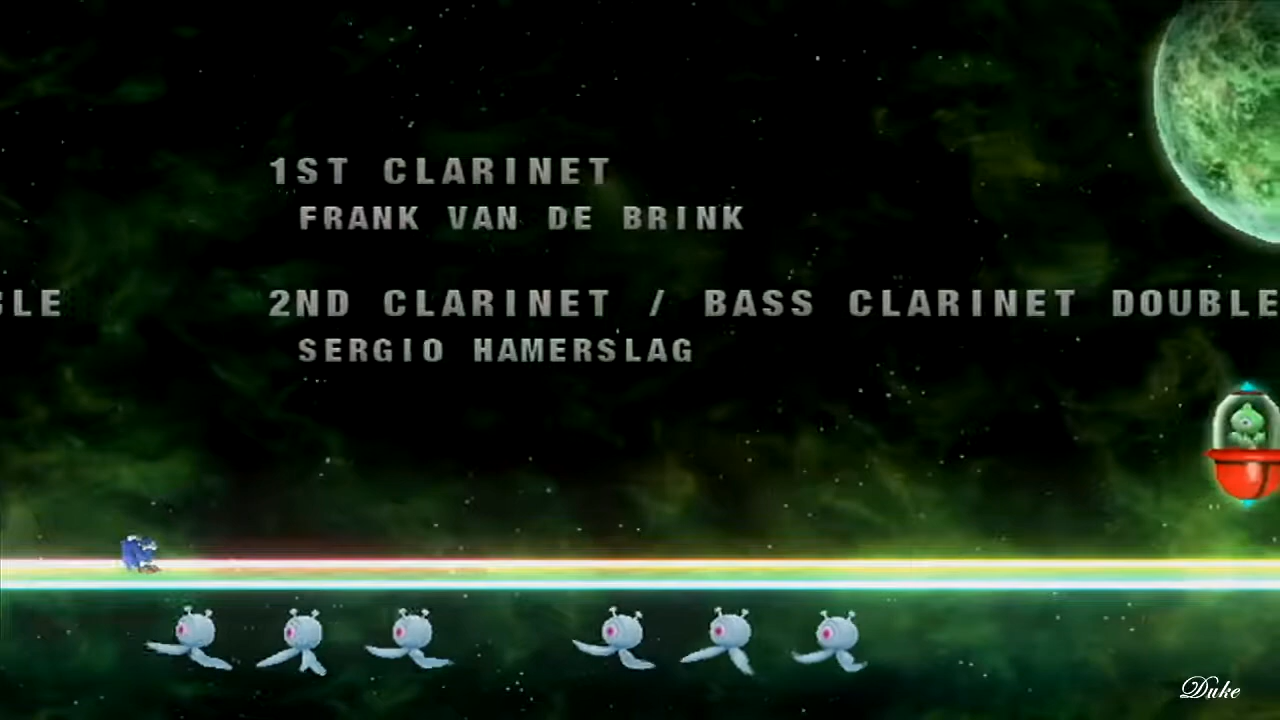 1ST CLARINET
FRANK VAN DE BRINK
2ND CLARINET / BASS CLARINET DOUBLE
SERGIO HAMERSLAG
Duke